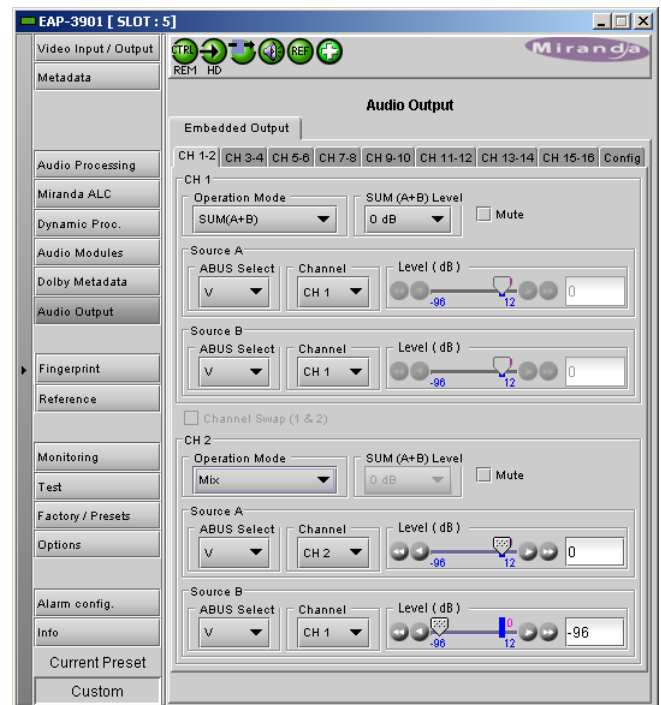 EAP-3901 [ SLOT : 5]
Video Input / Output
Metadata
Audio Processing
Miranda ALC
Dynamic Proc.
Audio Modules
Dolby Metadata
Audio Output
Fingerprint
Reference
Monitoring
Test
Factory / Presets
Options
Alarm config.
Info
Current Preset
Custom
CTRL REF
REM HD
Miranda
Audio Output
Embedded Output
CH 1-2 CH 3-4 CH 5-6 CH 7-8 CH 9-10 CH 11-12 CH 13-14 CH 15-16 Config
CH 1
Operation Mode SUM (A+B) Level
SUM(A+B) 0 dB Mute
Source A
ABUS Select Channel Level ( dB )
V CH 1 0
-96 12
Source B
ABUS Select Channel Level ( dB )
V CH 1 0
-96 12
Channel Swap (1 & 2)
CH 2
Operation Mode SUM (A+B) Level
Mix 0 dB Mute
Source A
ABUS Select Channel Level ( dB )
V CH 2 0
-96 12
Source B
ABUS Select Channel Level ( dB )
V CH 1 0 -96
-96 12